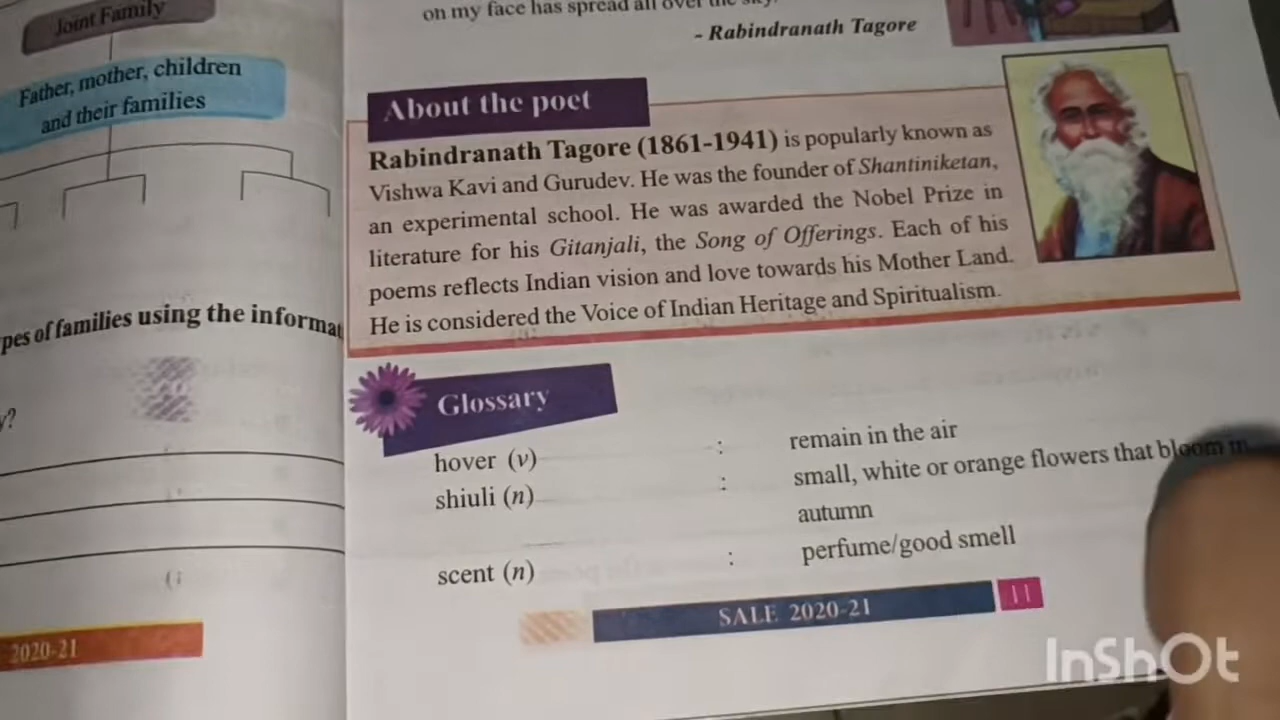 Joint Family
Father, mother, children
and their families
pes of families using the informat
y?
2020-21
on my face has spread all over the sky.
- Rabindranath Tagore
About the poet
Rabindranath Tagore (1861-1941) is popularly known as
Vishwa Kavi and Gurudev. He was the founder of Shantiniketan,
an experimental school. He was awarded the Nobel Prize in
literature for his Gitanjali, the Song of Offerings. Each of his
poems reflects Indian vision and love towards his Mother Land.
He is considered the Voice of Indian Heritage and Spiritualism.
Glossary
hover (v) : remain in the air
shiuli (n) : small, white or orange flowers that bloom
autumn
scent (n) : perfume/good smell
SALE 2020-21 11
InShOt